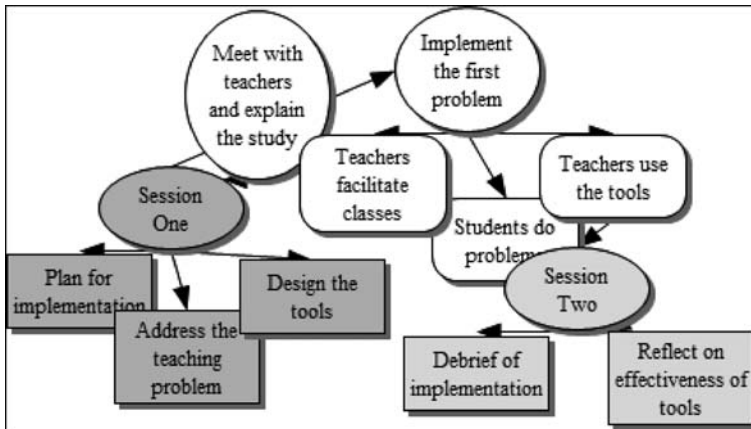 Meet with
teachers
and explain
the study
Implement
the first
problem
Teachers
facilitate
classes
Teachers use
the tools
Students do
problem
Session
One
Plan for
implementation
Address the
teaching
problem
Design the
tools
Session
Two
Debrief of
implementation
Reflect on
effectiveness of
tools